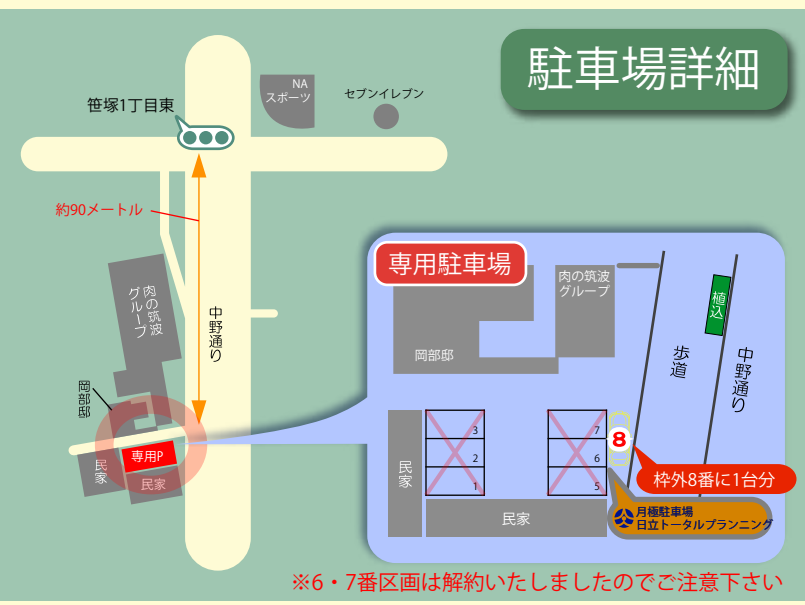 駐車場詳細
NA
スポーツ
セブンイレブン
笹塚1丁目東
約90メートル
中野通り
肉の筑波
グループ
岡部邸
専用P
民家
民家
専用駐車場
肉の筑波
グループ
岡部邸
植込
歩道
中野通り
民家
3
2
1
7
6
5
8
枠外8番に1台分
民家
月極駐車場
日立トータルプランニング
※6・7番区画は解約いたしましたのでご注意下さい